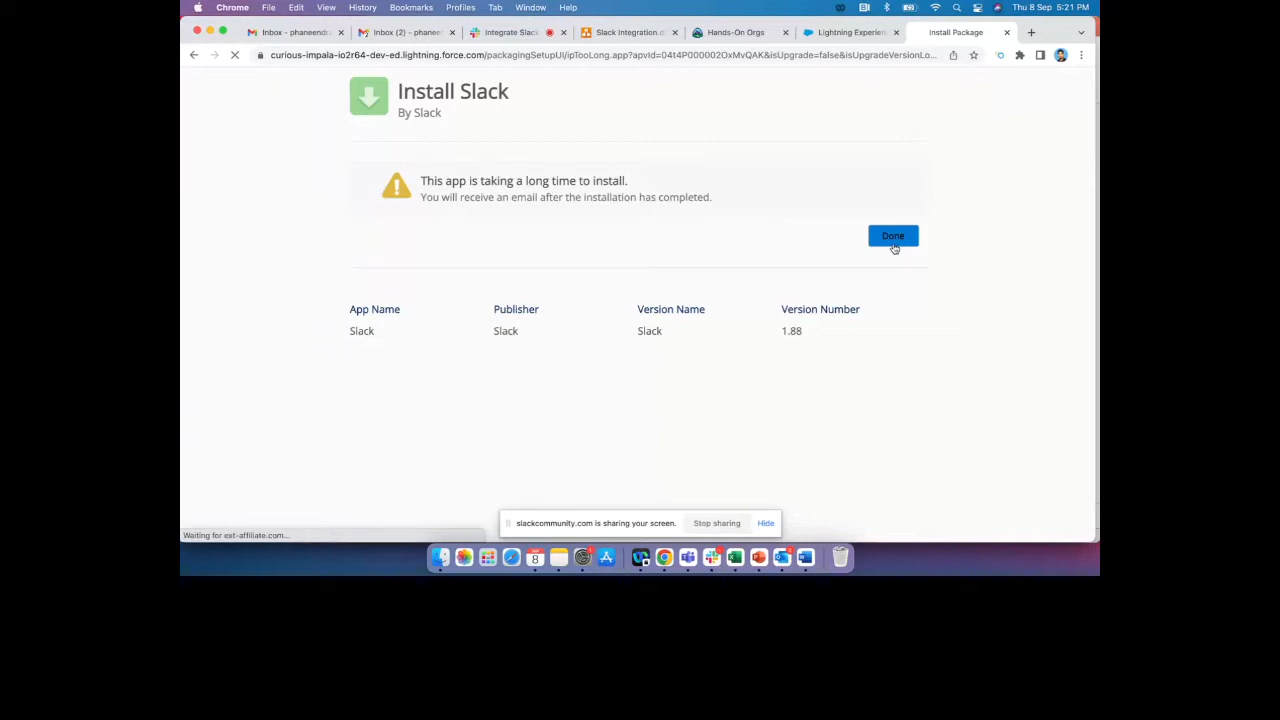 Chrome File Edit View History Bookmarks Profiles Tab Window Help Thu 8 Sep 5:21 PM
Inbox - phaneendra Inbox (2) - phanee Integrate Slack Slack Integration. Hands-On Orgs Lightning Experien Install Package
curious-impala-io2r64-dev-ed.lightning.force.com/packagingSetupUI/ipTooLong.app?apvId=04t4P000002OxMvQAK&isUpgrade=false&isUpgradeVersionLo...
Install Slack
By Slack
This app is taking a long time to install.
You will receive an email after the installation has completed.
Done
App Name Publisher Version Name Version Number
Slack Slack Slack 1.88
slackcommunity.com is sharing your screen. Stop sharing Hide
Waiting for ext-affiliate.com...